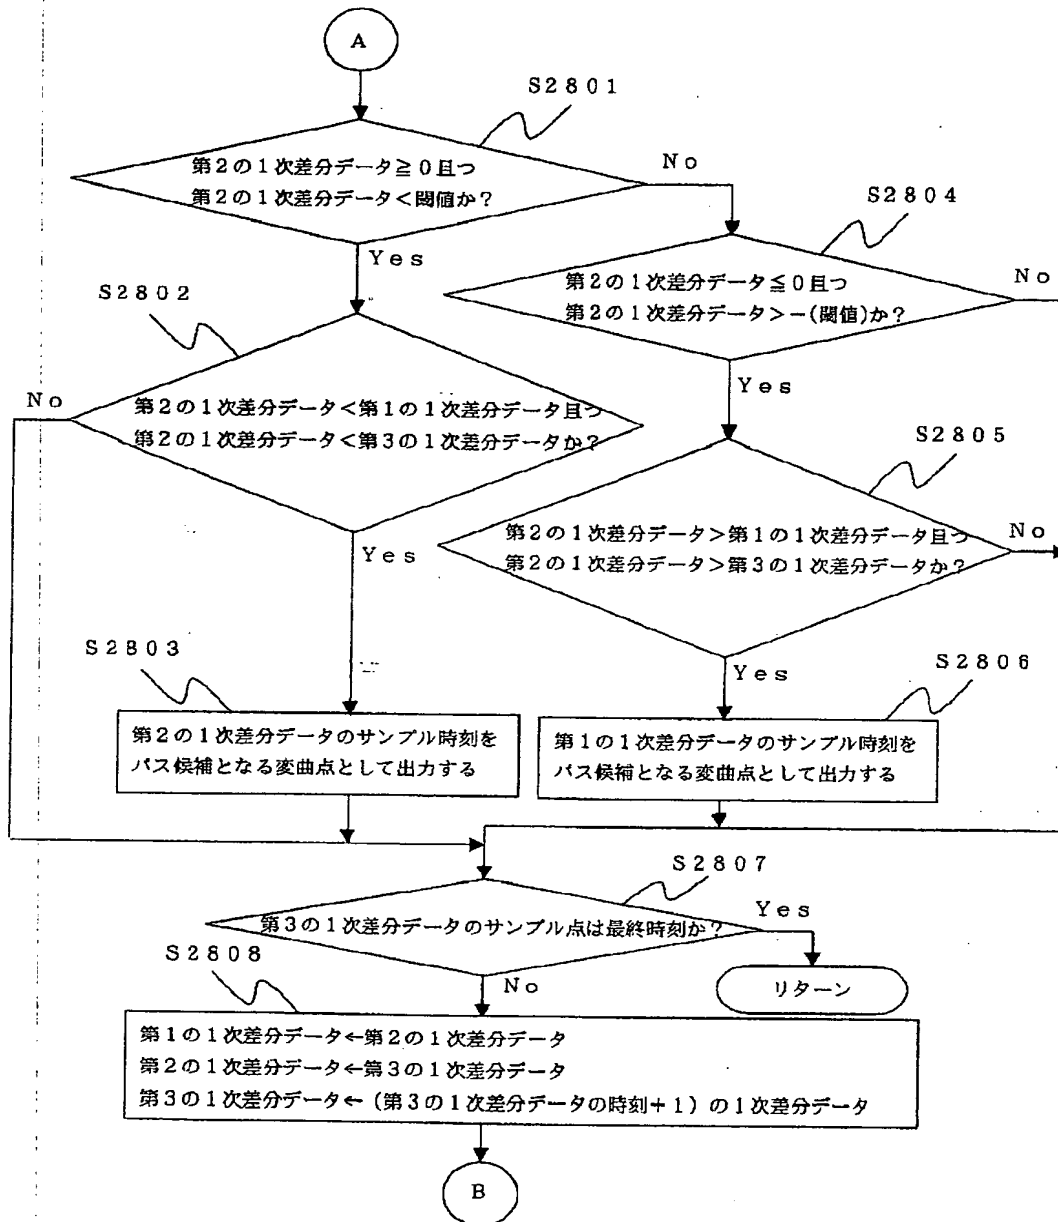 A
S2801
第2の1次差分データ≧0且つ
第2の1次差分データ<閾値か?
No
Yes
S2804
第2の1次差分データ≦0且つ
第2の1次差分データ>-(閾値)か?
No
Yes
S2802
第2の1次差分データ<第1の1次差分データ且つ
第2の1次差分データ<第3の1次差分データか?
No
Yes
S2805
第2の1次差分データ>第1の1次差分データ且つ
第2の1次差分データ>第3の1次差分データか?
No
Yes
S2803
第2の1次差分データのサンプル時刻を
パス候補となる変曲点として出力する
S2806
第1の1次差分データのサンプル時刻を
パス候補となる変曲点として出力する
S2807
第3の1次差分データのサンプル点は最終時刻か?
Yes
リターン
No
S2808
第1の1次差分データ←第2の1次差分データ
第2の1次差分データ←第3の1次差分データ
第3の1次差分データ←(第3の1次差分データの時刻+1)の1次差分データ
B